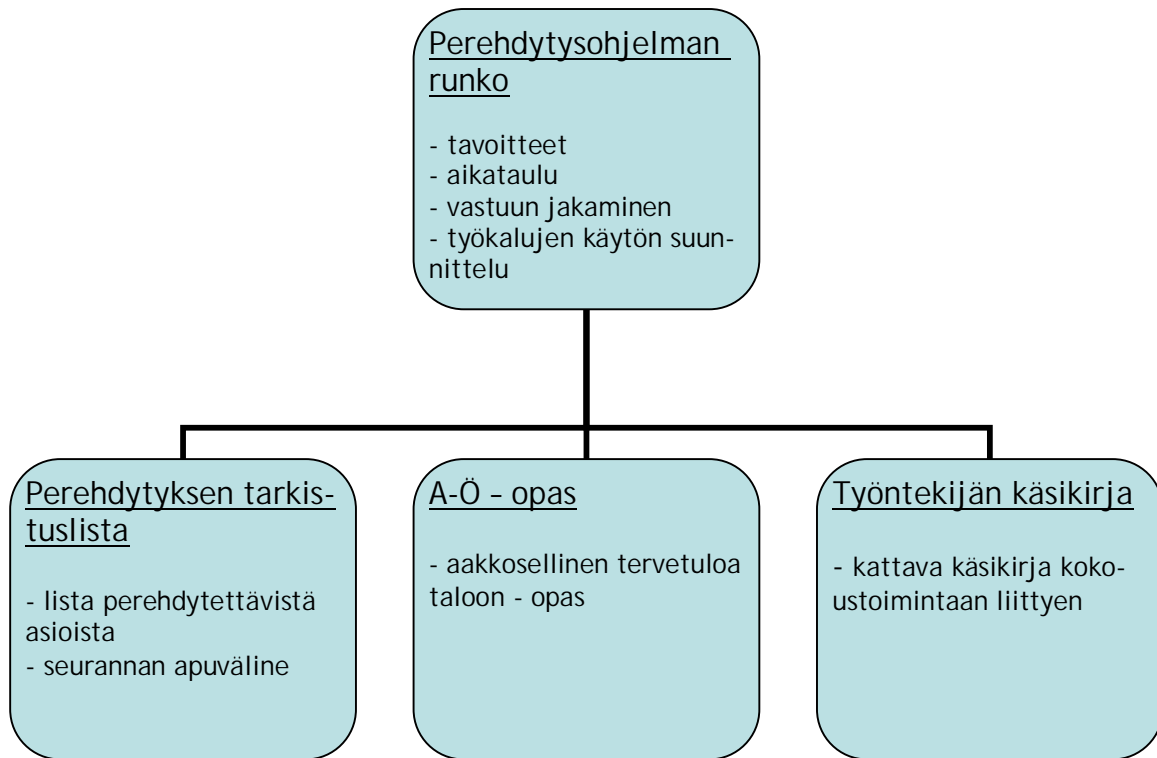 Perehdytysohjelman
runko
- tavoitteet
- aikataulu
- vastuun jakaminen
- työkalujen käytön suun-
nittelu
Perehdytyksen tarkis-
tuslista
- lista perehdytettävistä
asioista
- seurannan apuväline
A-Ö – opas
- aakkosellinen tervetuloa
taloon - opas
Työntekijän käsikirja
- kattava käsikirja koko-
ustoimintaan liittyen